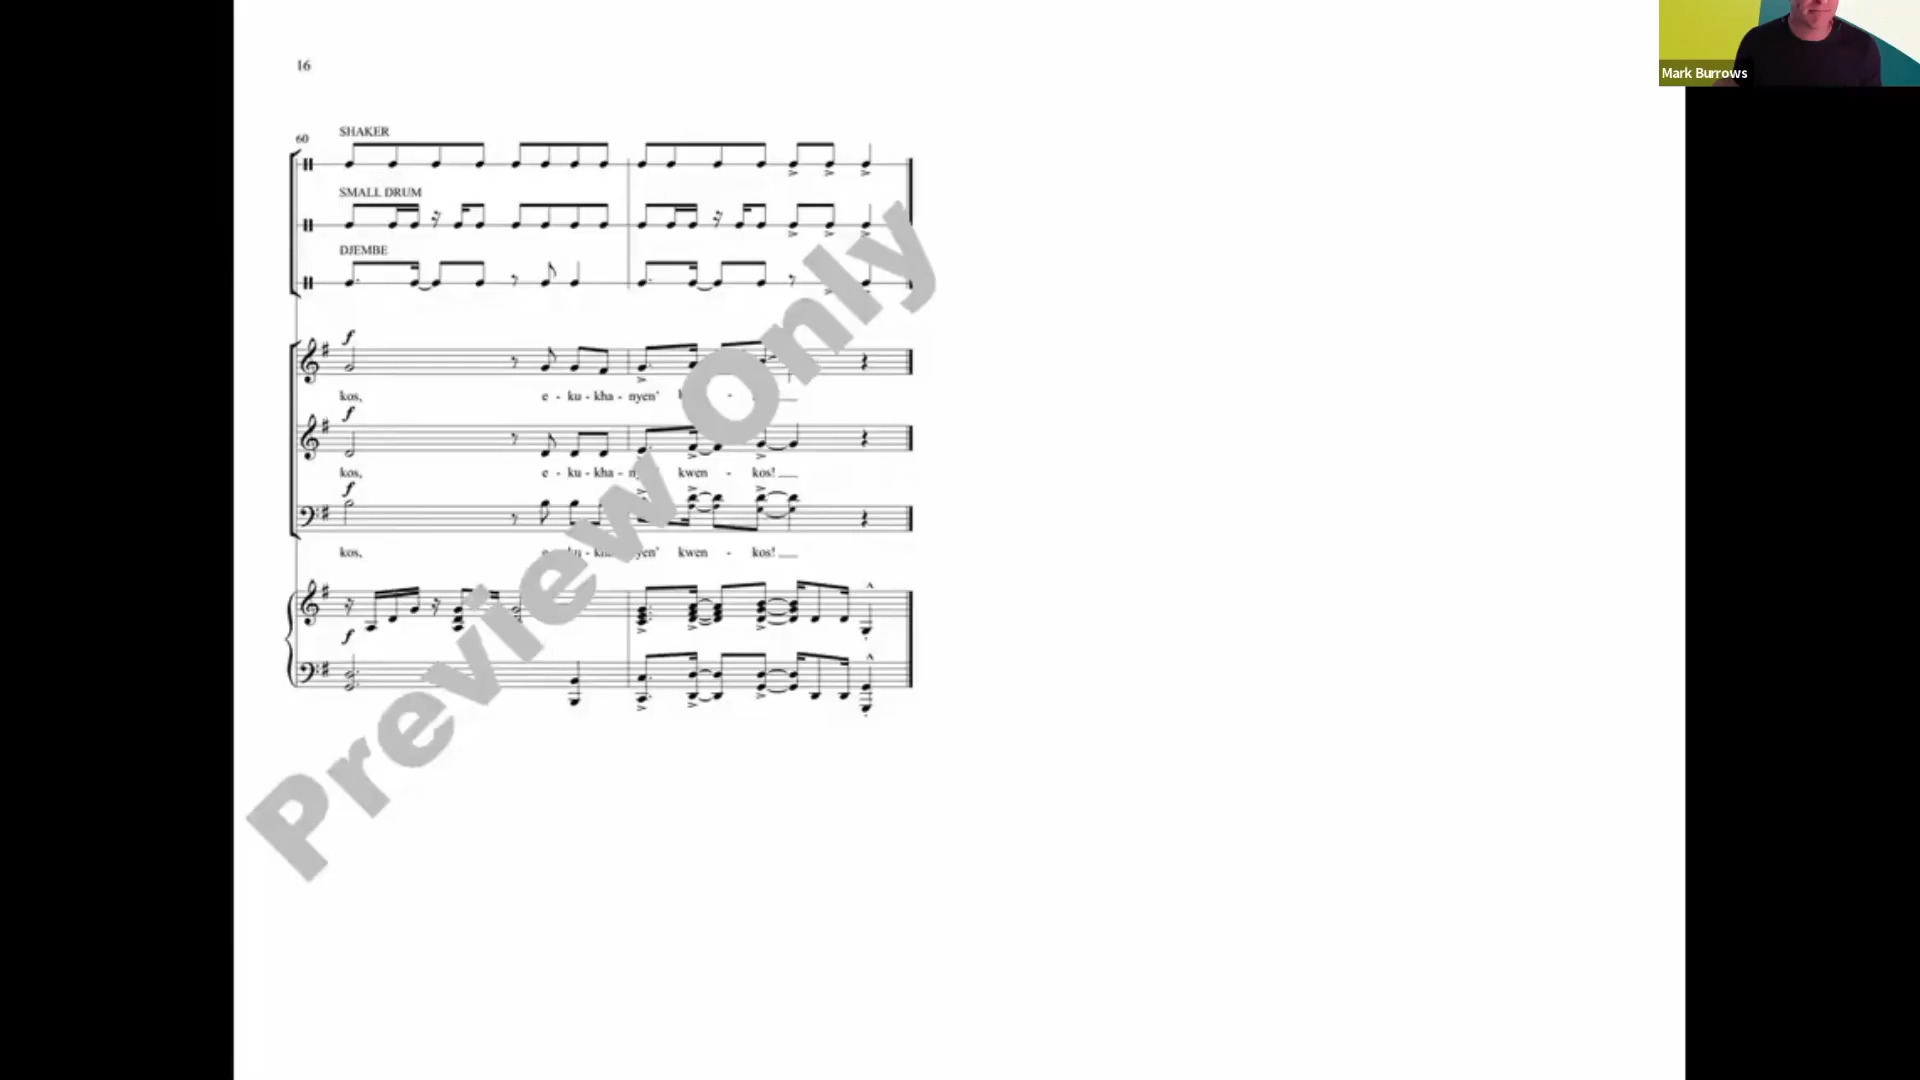 Mark Burrows
16
60
SHAKER
SMALL DRUM
DJEMBE
f
kos, e - ku - kha - nyen' -
f
kos, e - ku - kha - kwen - kos!
f
kos, kwen - kos!
f
Preview Only